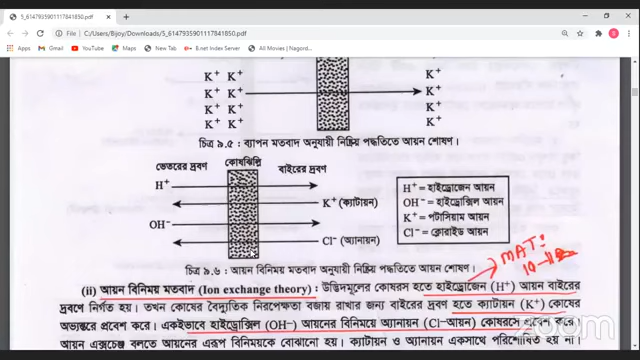 5_6147935901117841850.pdf
File | C:/Users/Bijoy/Downloads/5_6147935901117841850.pdf
Apps Gmail YouTube Maps New Tab B.net Index Server All Movies | Nagord...
K⁺ K⁺ K⁺
K⁺ K⁺ K⁺
K⁺ K⁺ K⁺
K⁺ K⁺ K⁺
চিত্র ৯.৫ : ব্যাপন মতবাদ অনুযায়ী নিষ্ক্রিয় পদ্ধতিতে আয়ন শোষণ।
ভেতরের দ্রবণ কোষঝিল্লি বাইরের দ্রবণ
H⁺
K⁺ (ক্যাটায়ন)
OH⁻
Cl⁻ (অ্যানায়ন)
H⁺ = হাইড্রোজেন আয়ন
OH⁻ = হাইড্রক্সিল আয়ন
K⁺ = পটাসিয়াম আয়ন
Cl⁻ = ক্লোরাইড আয়ন
MAT:
চিত্র ৯.৬ : আয়ন বিনিময় মতবাদ অনুযায়ী নিষ্ক্রিয় পদ্ধতিতে আয়ন শোষণ।
(ii) আয়ন বিনিময় মতবাদ (Ion exchange theory) : উদ্ভিদমূলের কোষরস হতে হাইড্রোজেন (H⁺) আয়ন বাইরের
দ্রবণে নির্গত হয়। তখন কোষের বৈদ্যুতিক নিরপেক্ষতা বজায় রাখার জন্য বাইরের দ্রবণ হতে ক্যাটায়ন (K⁺) কোষের
অভ্যন্তরে প্রবেশ করে। একইভাবে হাইড্রক্সিল (OH⁻) আয়নের বিনিময়ে অ্যানায়ন (Cl⁻ আয়ন) কোষরসে প্রবেশ করে।
আয়ন এক্সচেঞ্জ বলতে আয়নের এরূপ বিনিময়কে বোঝানো হয়। ক্যাটায়ন ও অ্যানায়ন একসাথে পরিশোষিত হয় না।
zoom